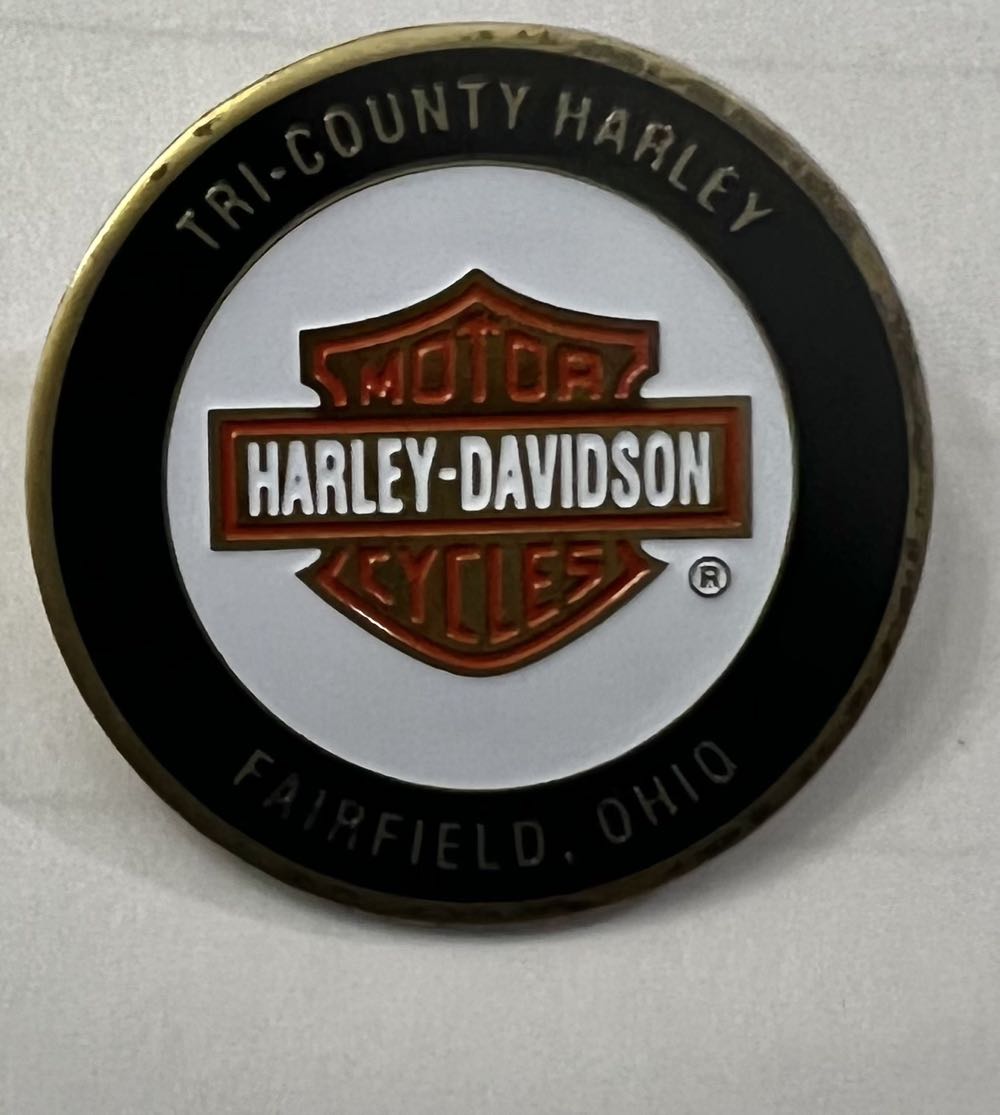 TRI-COUNTY HARLEY
MOTOR
HARLEY-DAVIDSON
CYCLES
®
FAIRFIELD, OHIO